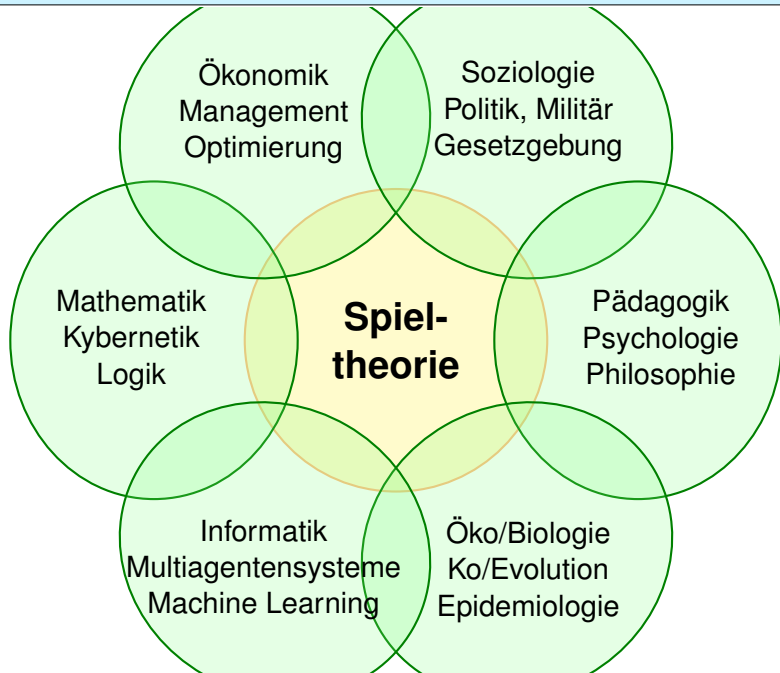 Ökonomik
Management
Optimierung
Soziologie
Politik, Militär
Gesetzgebung
Mathematik
Kybernetik
Logik
Spiel-
theorie
Pädagogik
Psychologie
Philosophie
Informatik
Multiagentensysteme
Machine Learning
Öko/Biologie
Ko/Evolution
Epidemiologie